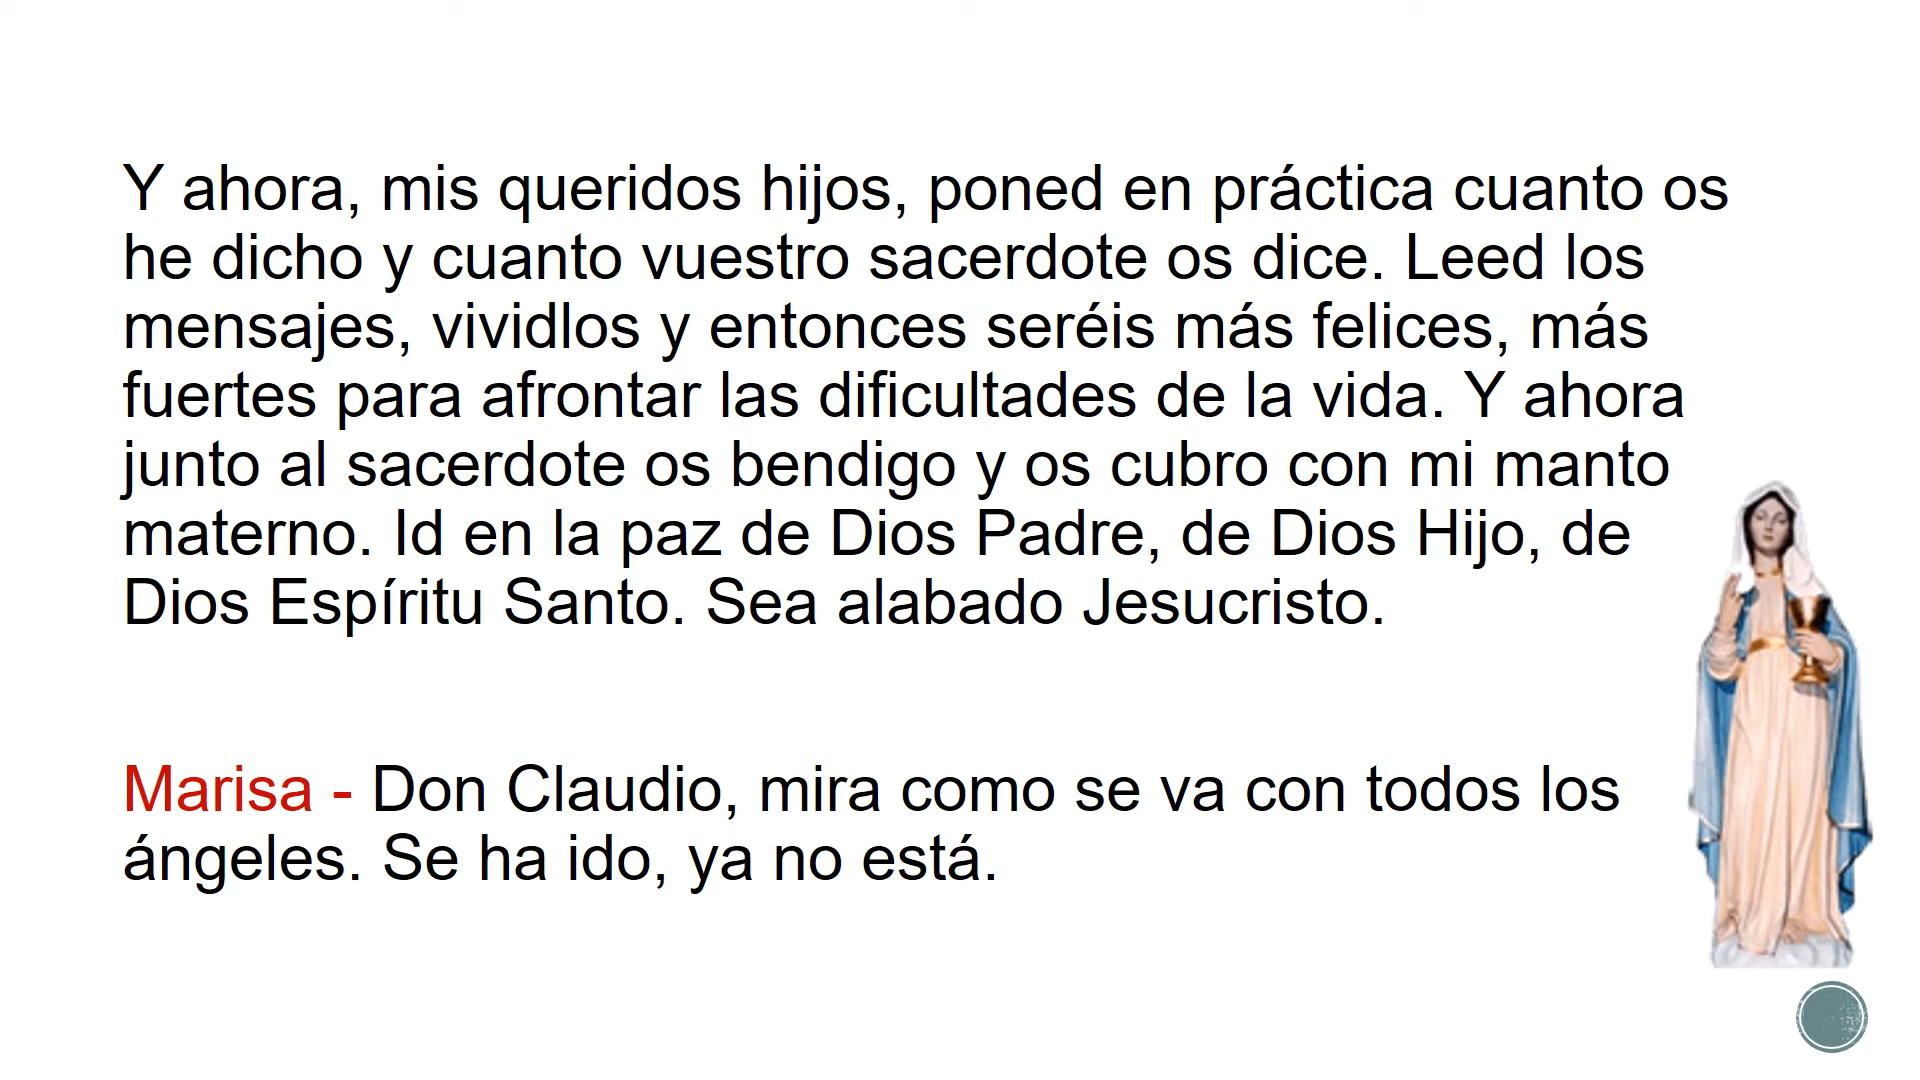 Y ahora, mis queridos hijos, poned en práctica cuanto os
he dicho y cuanto vuestro sacerdote os dice. Leed los
mensajes, vividlos y entonces seréis más felices, más
fuertes para afrontar las dificultades de la vida. Y ahora
junto al sacerdote os bendigo y os cubro con mi manto
materno. Id en la paz de Dios Padre, de Dios Hijo, de
Dios Espíritu Santo. Sea alabado Jesucristo.
Marisa - Don Claudio, mira como se va con todos los
ángeles. Se ha ido, ya no está.